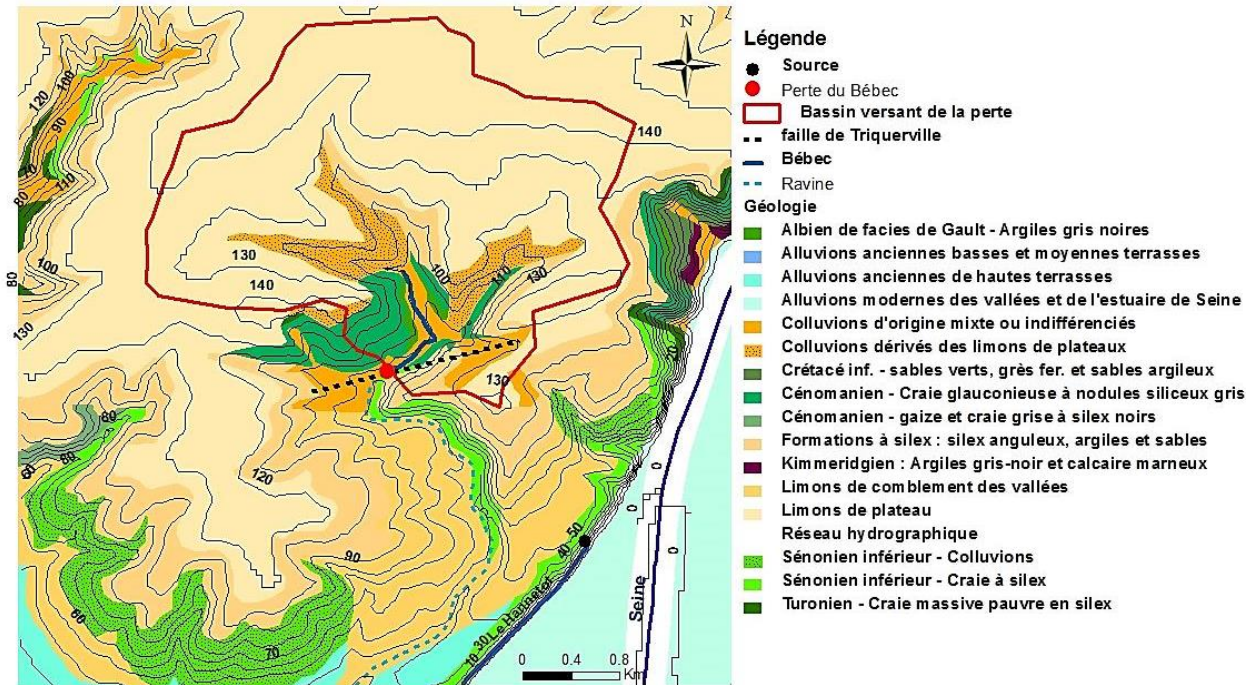 N
Légende
Source
Perte du Bébec
Bassin versant de la perte
faille de Triquerville
Bébec
Ravine
Géologie
Albien de facies de Gault - Argiles gris noires
Alluvions anciennes basses et moyennes terrasses
Alluvions anciennes de hautes terrasses
Alluvions modernes des vallées et de l'estuaire de Seine
Colluvions d'origine mixte ou indifférenciés
Colluvions dérivés des limons de plateaux
Crétacé inf. - sables verts, grès fer. et sables argileux
Cénomanien - Craie glauconieuse à nodules siliceux gris
Cénomanien - gaize et craie grise à silex noirs
Formations à silex : silex anguleux, argiles et sables
Kimmeridgien : Argiles gris-noir et calcaire marneux
Limons de comblement des vallées
Limons de plateau
Réseau hydrographique
Sénonien inférieur - Colluvions
Sénonien inférieur - Craie à silex
Turonien - Craie massive pauvre en silex
120
100
90
70
80
110
100
80
130
140
130
140
100
110
130
130
20
80
60
80
120
90
60
70
0
0
0
50
40
30
10
Le Hannetot
Seine
0 0.4 0.8
Km